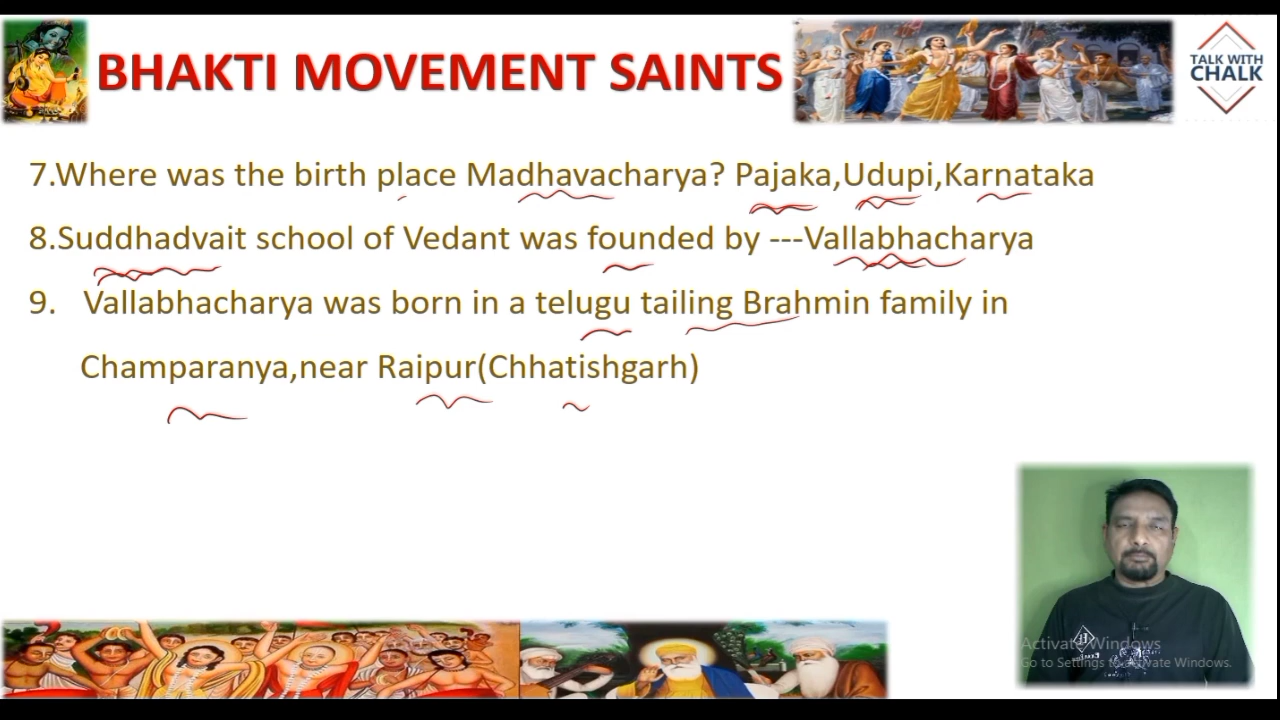 BHAKTI MOVEMENT SAINTS
TALK WITH
CHALK
7.Where was the birth place Madhavacharya? Pajaka,Udupi,Karnataka
8.Suddhadvait school of Vedant was founded by ---Vallabhacharya
9. Vallabhacharya was born in a telugu tailing Brahmin family in
Champaranya,near Raipur(Chhatishgarh)
Activate Windows
Go to Settings to activate Windows.